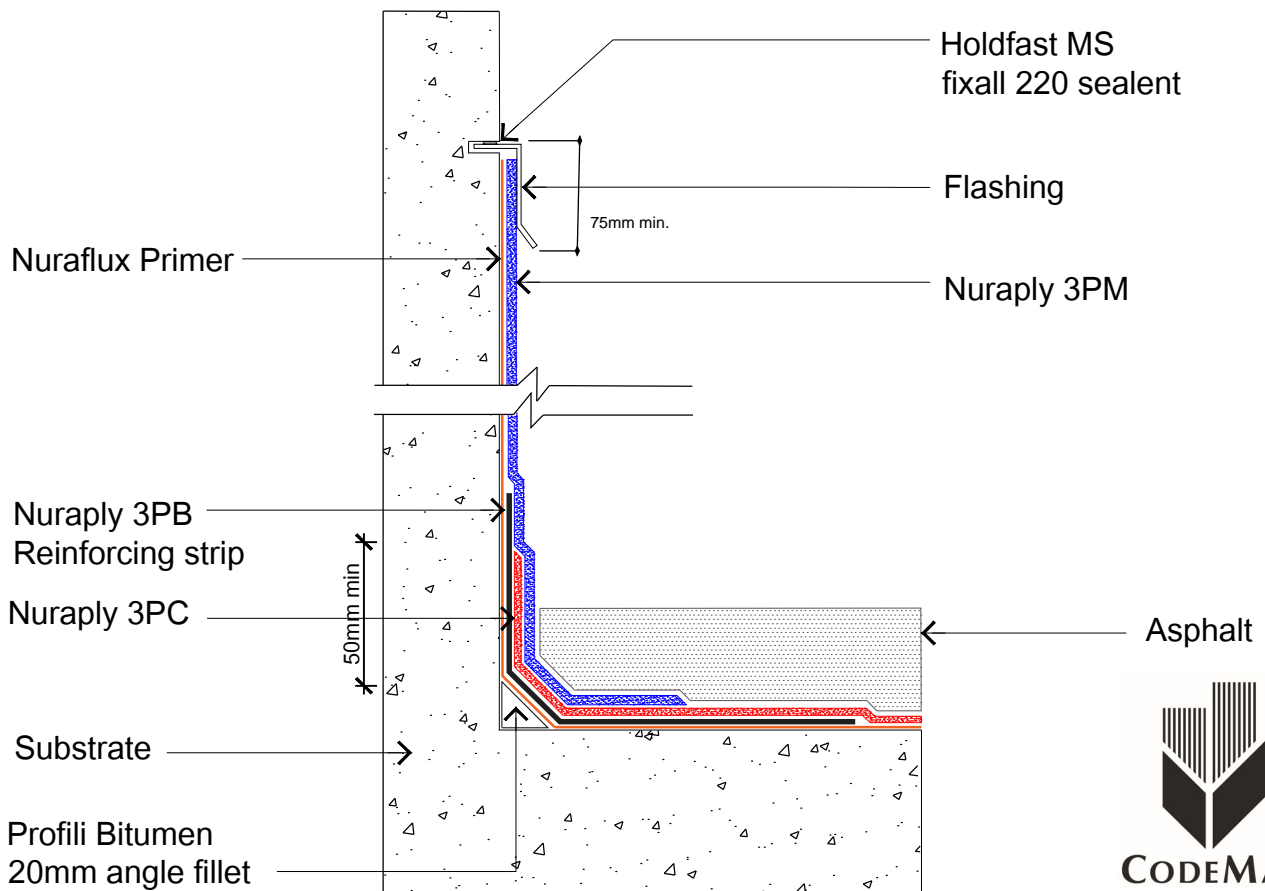 Holdfast MS
fixall 220 sealent
Flashing
75mm min.
Nuraflux Primer
Nuraply 3PM
Nuraply 3PB
Reinforcing strip
50mm min
Nuraply 3PC
Asphalt
Substrate
Profili Bitumen
20mm angle fillet